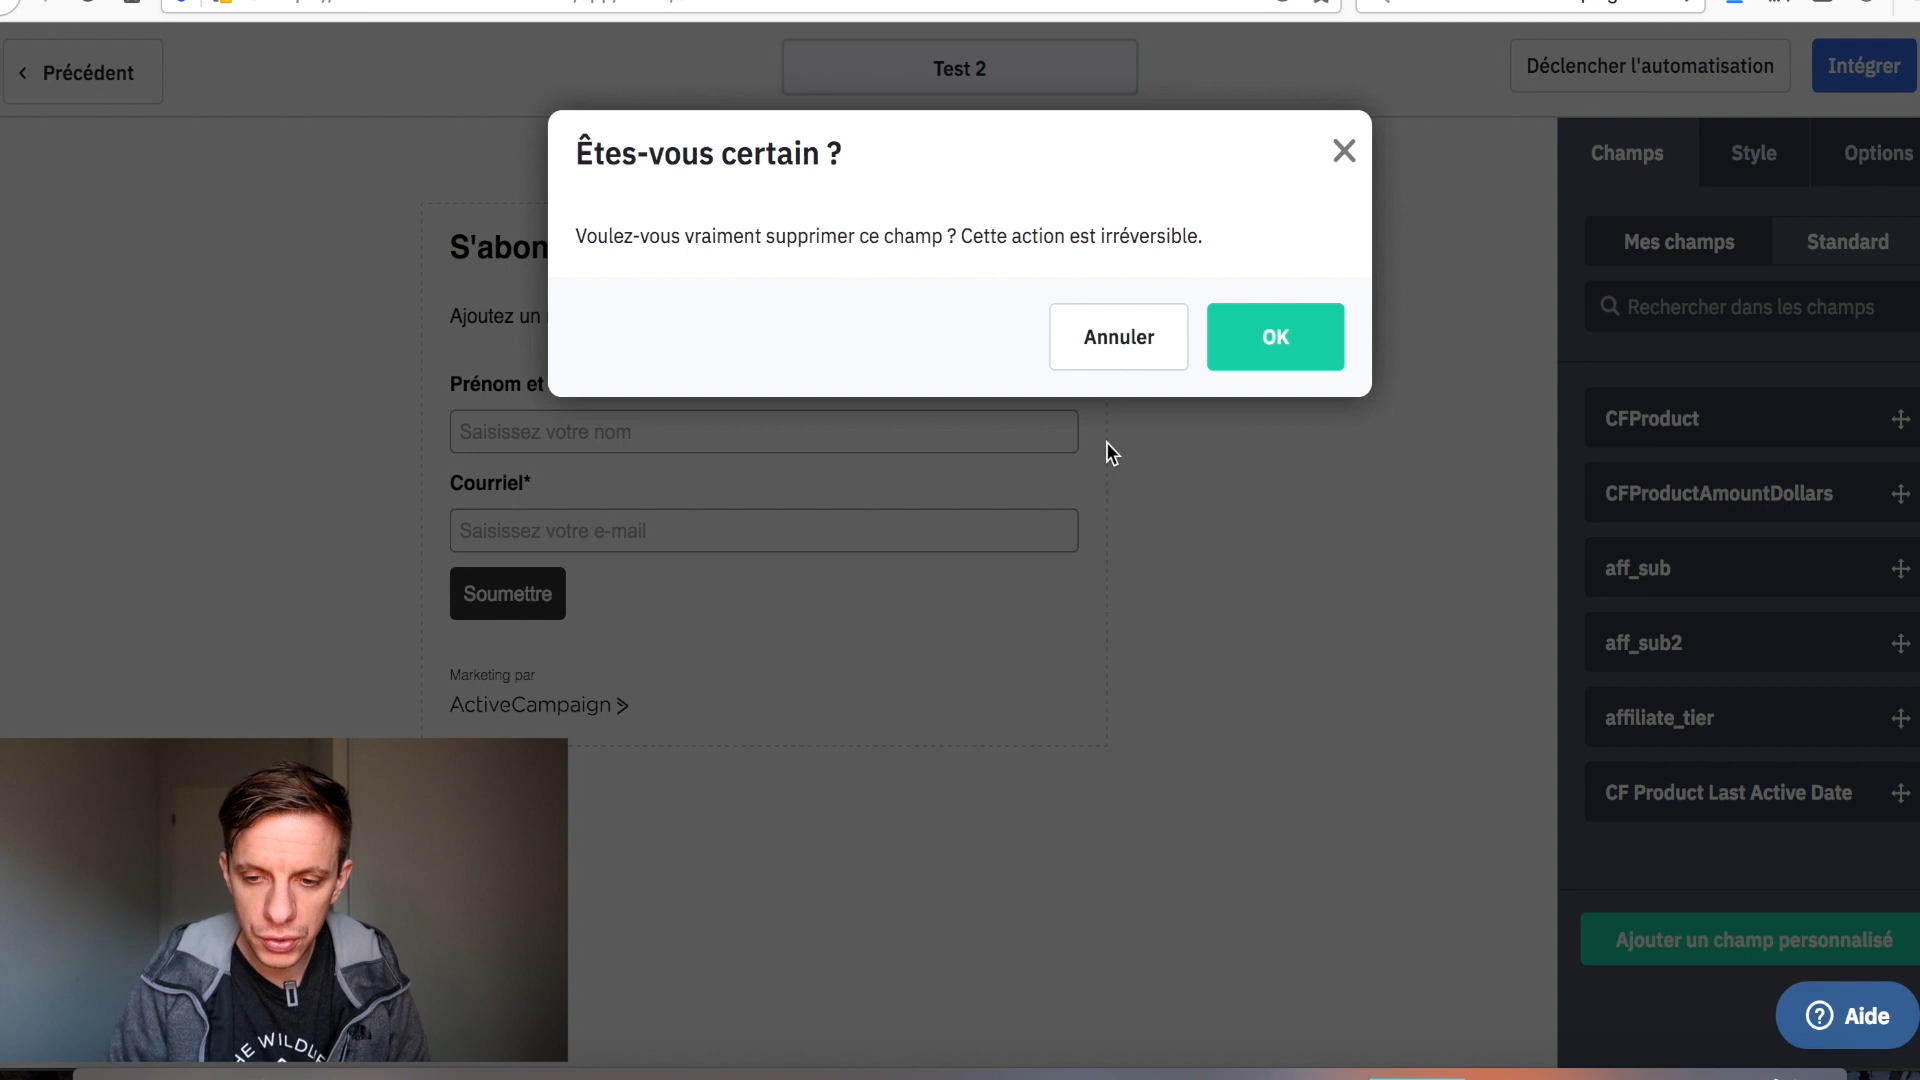 Précédent
Test 2
Déclencher l'automatisation
Intégrer
Êtes-vous certain ?
Voulez-vous vraiment supprimer ce champ ? Cette action est irréversible.
Annuler
OK
S'abon
Ajoutez un
Prénom et
Saisissez votre nom
Courriel*
Saisissez votre e-mail
Soumettre
Marketing par
ActiveCampaign >
Champs
Style
Options
Mes champs
Standard
Rechercher dans les champs
CFProduct
CFProductAmountDollars
aff_sub
aff_sub2
affiliate_tier
CF Product Last Active Date
Ajouter un champ personnalisé
? Aide
HE WILDL